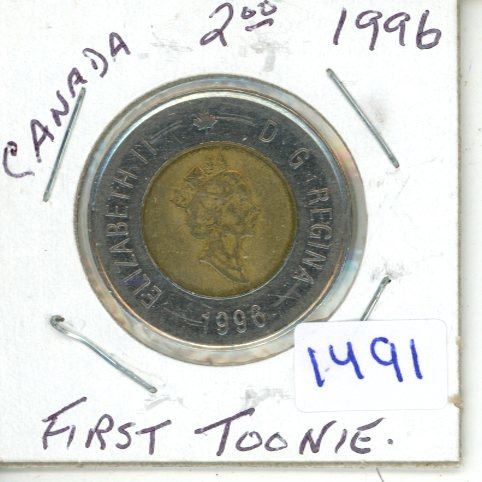 CANADA 2.00 1996
ELIZABETH II D G REGINA
1996
1491
FIRST TOONIE.